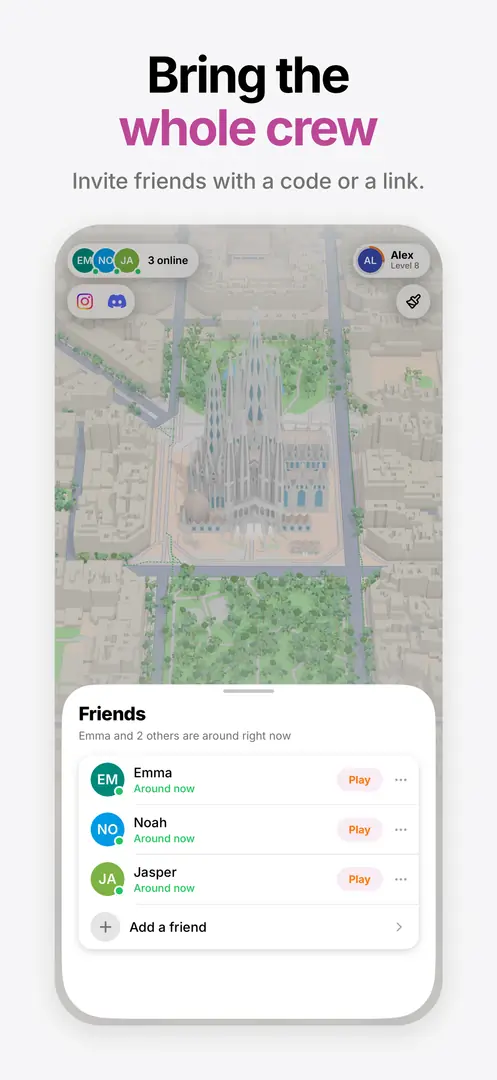 Bring the
whole crew
Invite friends with a code or a link.
EM NO JA 3 online
AL Alex
Level 8
Friends
Emma and 2 others are around right now
EM Emma Play
Around now
NO Noah Play
Around now
JA Jasper Play
Around now
Add a friend